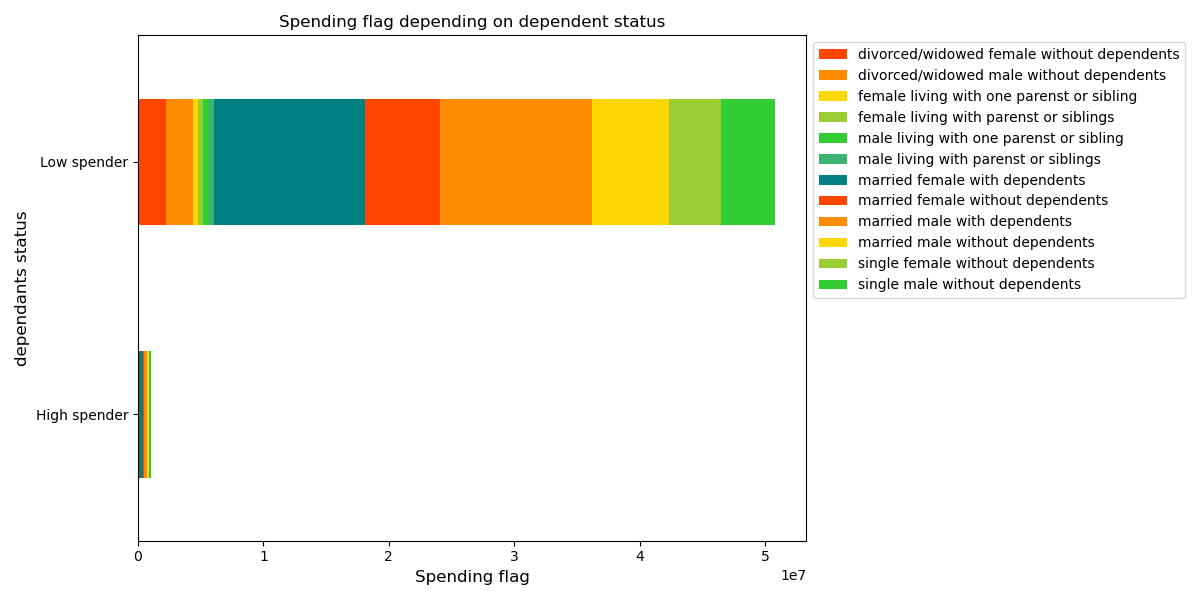 Spending flag depending on dependent status
dependants status
Low spender
High spender
0
1
2
3
4
5
1e7
Spending flag
divorced/widowed female without dependents
divorced/widowed male without dependents
female living with one parenst or sibling
female living with parenst or siblings
male living with one parenst or sibling
male living with parenst or siblings
married female with dependents
married female without dependents
married male with dependents
married male without dependents
single female without dependents
single male without dependents